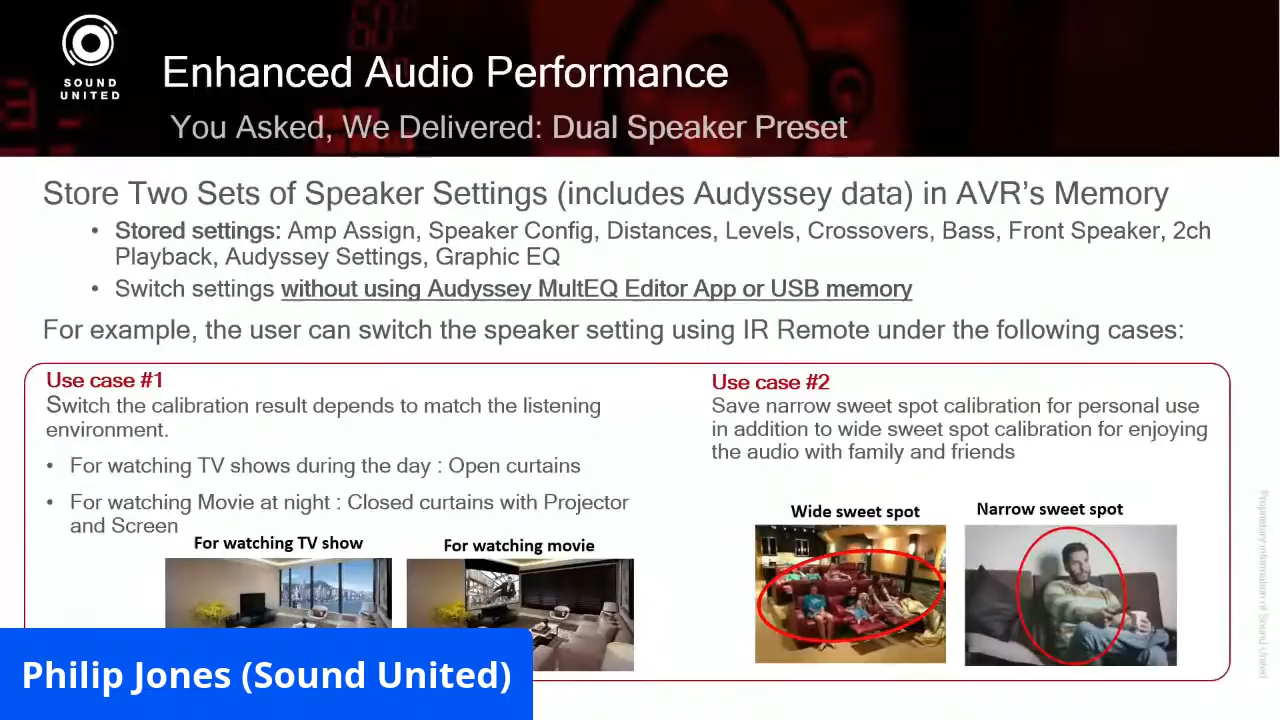 SOUND
UNITED
Enhanced Audio Performance
You Asked, We Delivered: Dual Speaker Preset
Store Two Sets of Speaker Settings (includes Audyssey data) in AVR's Memory
• Stored settings: Amp Assign, Speaker Config, Distances, Levels, Crossovers, Bass, Front Speaker, 2ch
Playback, Audyssey Settings, Graphic EQ
• Switch settings without using Audyssey MultEQ Editor App or USB memory
For example, the user can switch the speaker setting using IR Remote under the following cases:
Use case #1
Switch the calibration result depends to match the listening
environment.
• For watching TV shows during the day : Open curtains
• For watching Movie at night : Closed curtains with Projector
and Screen
For watching TV show
For watching movie
Use case #2
Save narrow sweet spot calibration for personal use
in addition to wide sweet spot calibration for enjoying
the audio with family and friends
Wide sweet spot
Narrow sweet spot
Proprietary Information of Sound United
Philip Jones (Sound United)